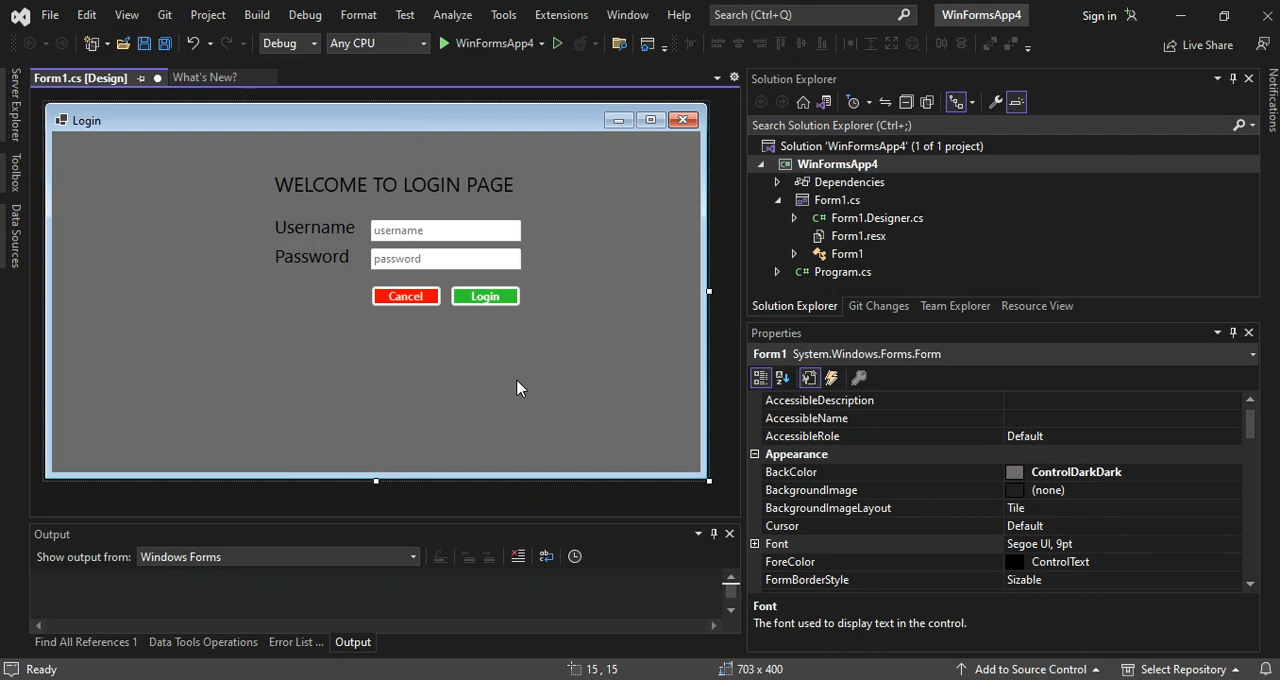 File Edit View Git Project Build Debug Format Test Analyze Tools Extensions Window Help Search (Ctrl+Q) WinFormsApp4 Sign in
Debug Any CPU WinFormsApp4 Live Share
Server Explorer
Toolbox
Data Sources
Form1.cs [Design] What's New?
Login
WELCOME TO LOGIN PAGE
Username username
Password password
Cancel Login
Output
Show output from: Windows Forms
Find All References 1 Data Tools Operations Error List ... Output
Solution Explorer
Search Solution Explorer (Ctrl+;)
Solution 'WinFormsApp4' (1 of 1 project)
C# WinFormsApp4
Dependencies
Form1.cs
C# Form1.Designer.cs
Form1.resx
Form1
C# Program.cs
Solution Explorer Git Changes Team Explorer Resource View
Properties
Form1 System.Windows.Forms.Form
AccessibleDescription
AccessibleName
AccessibleRole Default
Appearance
BackColor ControlDarkDark
BackgroundImage (none)
BackgroundImageLayout Tile
Cursor Default
Font Segoe UI, 9pt
ForeColor ControlText
FormBorderStyle Sizable
Font
The font used to display text in the control.
Notifications
Ready 15 , 15 703 x 400 Add to Source Control Select Repository